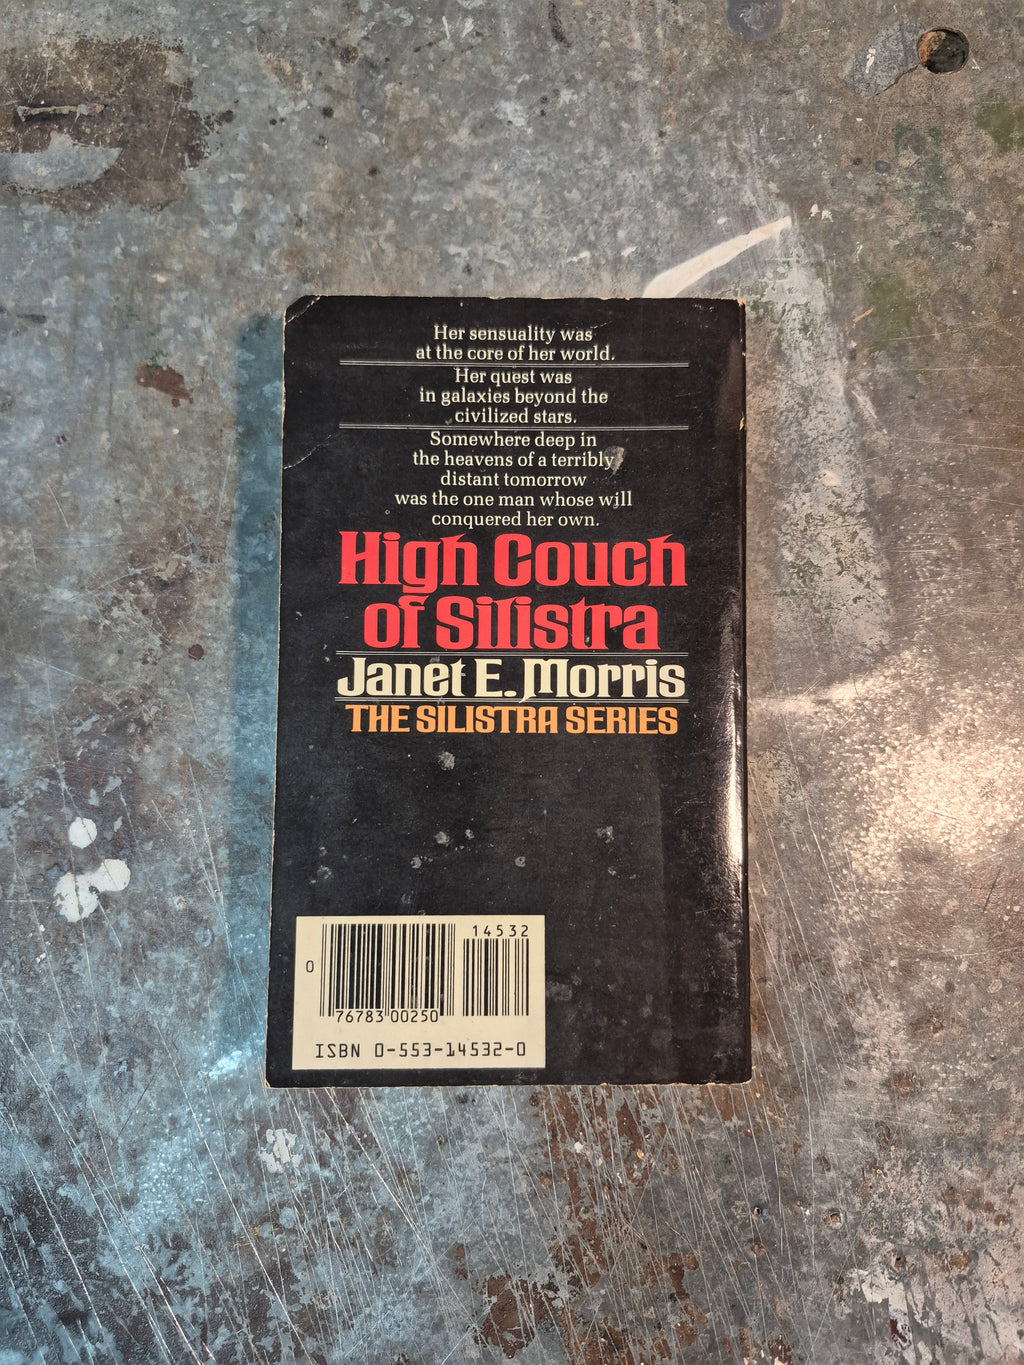 Her sensuality was
at the core of her world.
Her quest was
in galaxies beyond the
civilized stars.
Somewhere deep in
the heavens of a terribly
distant tomorrow
was the one man whose will
conquered her own.
High Couch
of Silistra
Janet E. Morris
THE SILISTRA SERIES
14532
0
76783 00250
ISBN 0-553-14532-0